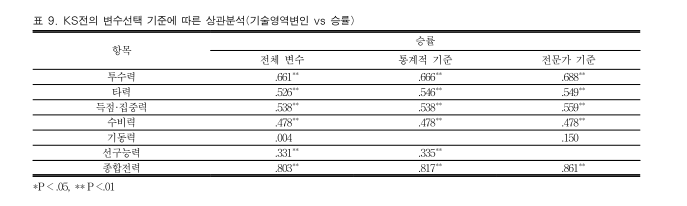 표 9. KS전의 변수선택 기준에 따른 상관분석(기술영역변인 vs 승률)
항목 승률
전체 변수 통계적 기준 전문가 기준
투수력 .661** .666** .688**
타력 .526** .546** .549**
득점·집중력 .538** .538** .559**
수비력 .478** .478** .478**
기동력 .004 .150
선구능력 .331** .335**
종합전력 .803** .817** .861**
*P < .05, ** P <.01